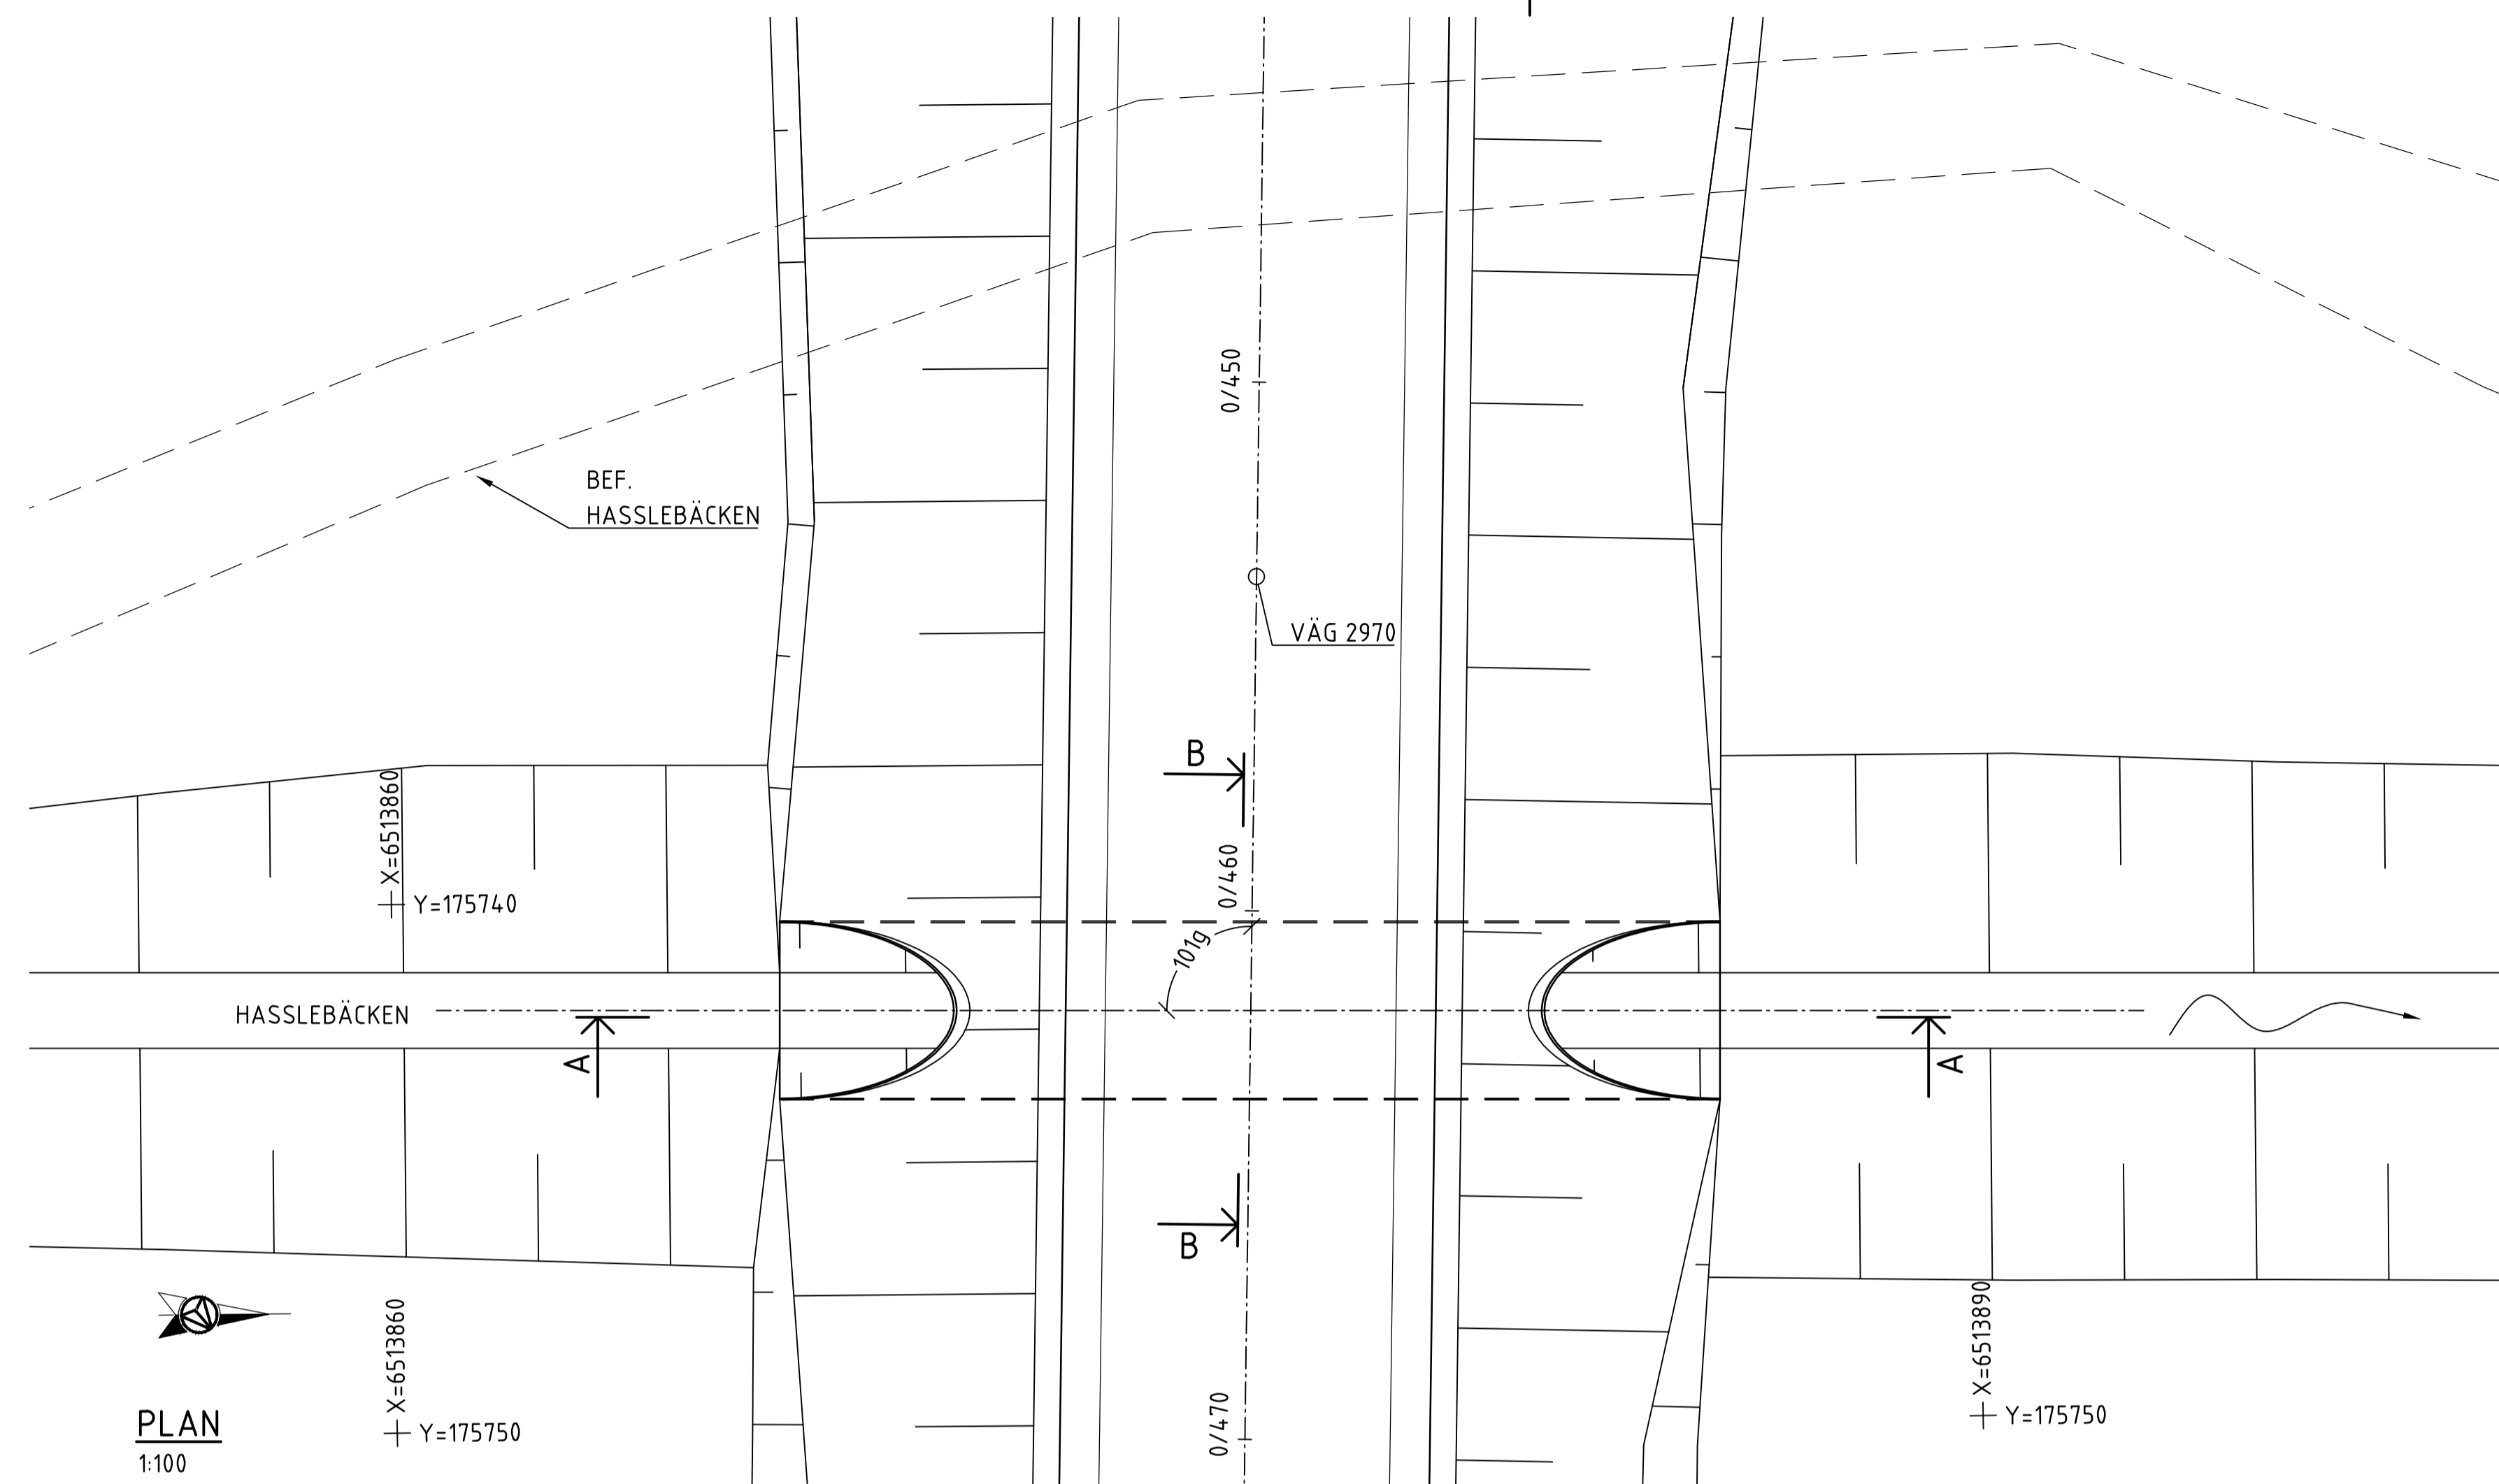 0/450
BEF.
HASSLEBÄCKEN
VÄG 2970
B
X=6513860
Y=175740
0/460
101g
HASSLEBÄCKEN
A
A
B
X=6513860
Y=175750
X=6513890
Y=175750
0/470
PLAN
1:100